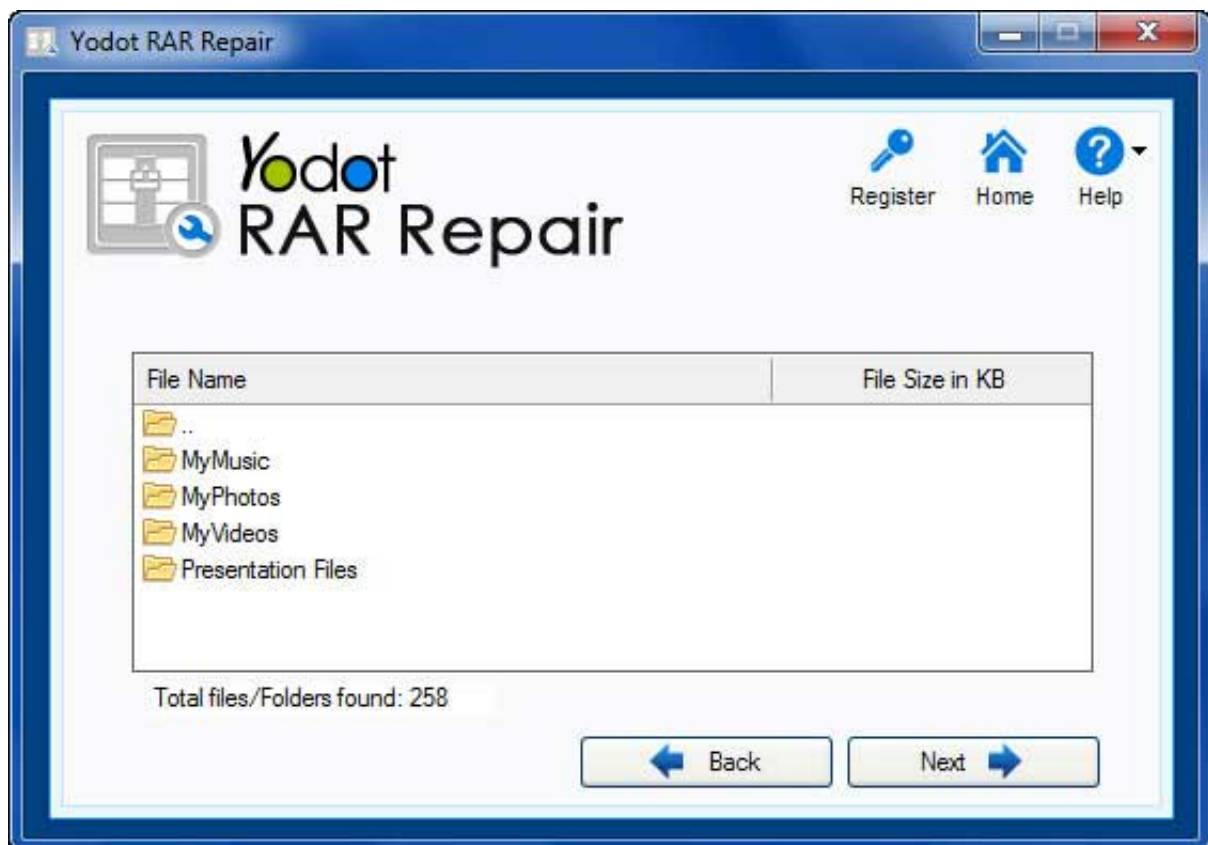 Yodot RAR Repair
Yodot
RAR Repair
Register Home Help
File Name File Size in KB
..
MyMusic
MyPhotos
MyVideos
Presentation Files
Total files/Folders found: 258
Back Next